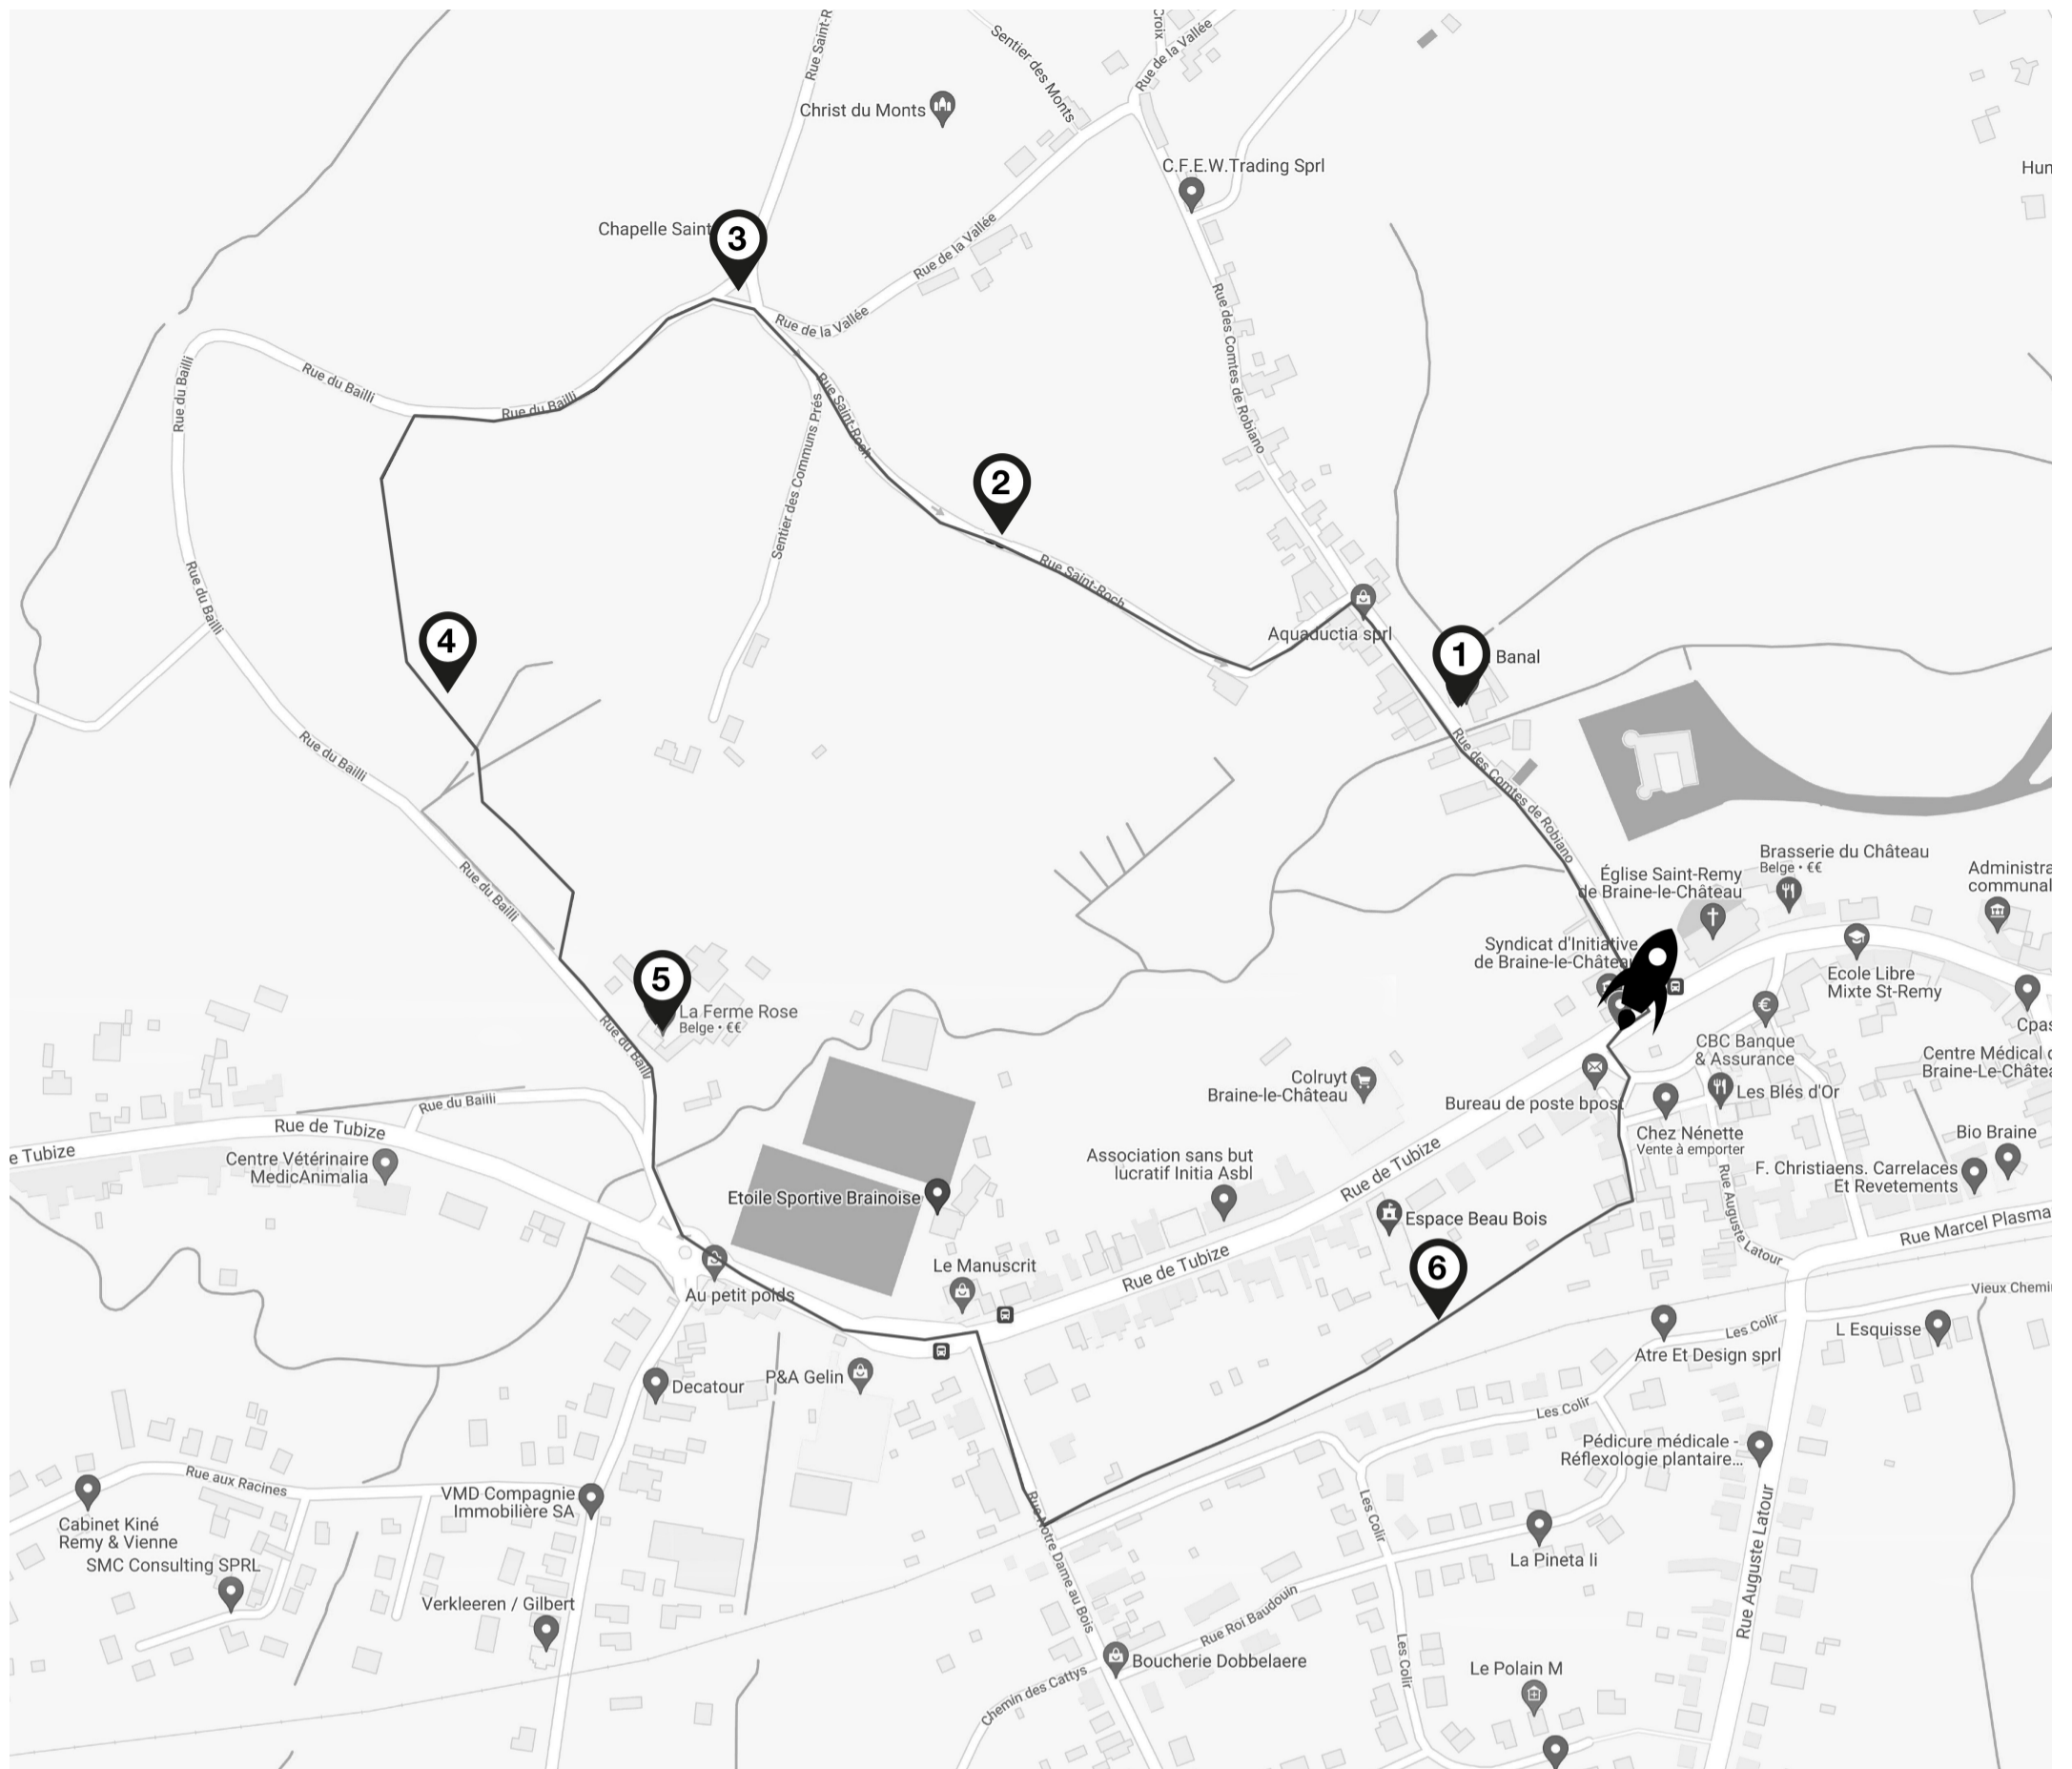 Rue Saint-R
Sentier des Monts
Croix
Rue de la Vallée
Christ du Monts
C.F.E.W.Trading Sprl
Hun
Chapelle Saint
3
Rue de la Vallée
Rue de la Vallée
Rue des Comtes de Robiano
Rue du Bailli
Rue du Bailli
Rue du Bailli
Rue Saint-Roch
Sentier des Communs Prés
2
Rue Saint-Roch
Rue du Bailli
4
Aquaductia sprl
1
Banal
Rue du Bailli
Rue des Comtes de Robiano
Brasserie du Château
Belge • €€
Église Saint-Remy
de Braine-le-Château
Administra
communal
Rue du Bailli
Syndicat d'Initiative
de Braine-le-Château
Ecole Libre
Mixte St-Remy
5
La Ferme Rose
Belge • €€
Cpas
Rue du Bailli
CBC Banque
& Assurance
Centre Médical d
Braine-Le-Châtea
Colruyt
Braine-le-Château
Les Blés d'Or
Rue du Bailli
Bureau de poste bpost
Rue de Tubize
e Tubize
Chez Nénette
Vente à emporter
Bio Braine
Centre Vétérinaire
MedicAnimalia
Association sans but
lucratif Initia Asbl
Rue de Tubize
F. Christiaens. Carrelaces
Et Revetements
Etoile Sportive Brainoise
Espace Beau Bois
Rue Auguste Latour
Rue Marcel Plasma
Le Manuscrit
Rue de Tubize
6
Au petit poids
Vieux Chemin
Les Colir
L Esquisse
Atre Et Design sprl
P&A Gelin
Decatour
Les Colir
Pédicure médicale -
Réflexologie plantaire...
Rue aux Racines
VMD Compagnie
Immobilière SA
Rue Notre Dame au Bois
Les Colir
Rue Auguste Latour
Cabinet Kiné
Remy & Vienne
SMC Consulting SPRL
La Pineta Ii
Verkleeren / Gilbert
Rue Roi Baudouin
Boucherie Dobbelaere
Les Colir
Chemin des Cattys
Le Polain M